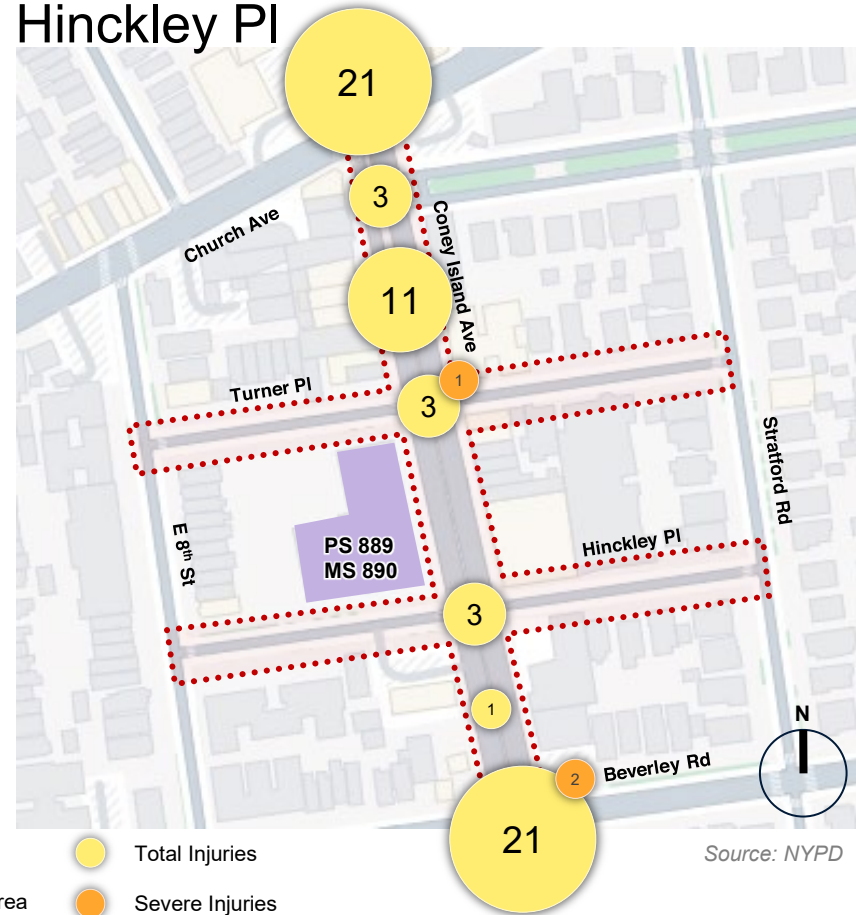 Hinckley Pl
21
3
Church Ave
Coney Island Ave
11
1
Turner Pl
3
Stratford Rd
E 8th St
PS 889
MS 890
Hinckley Pl
3
1
N
2
Beverley Rd
21
Total Injuries
Source: NYPD
rea
Severe Injuries